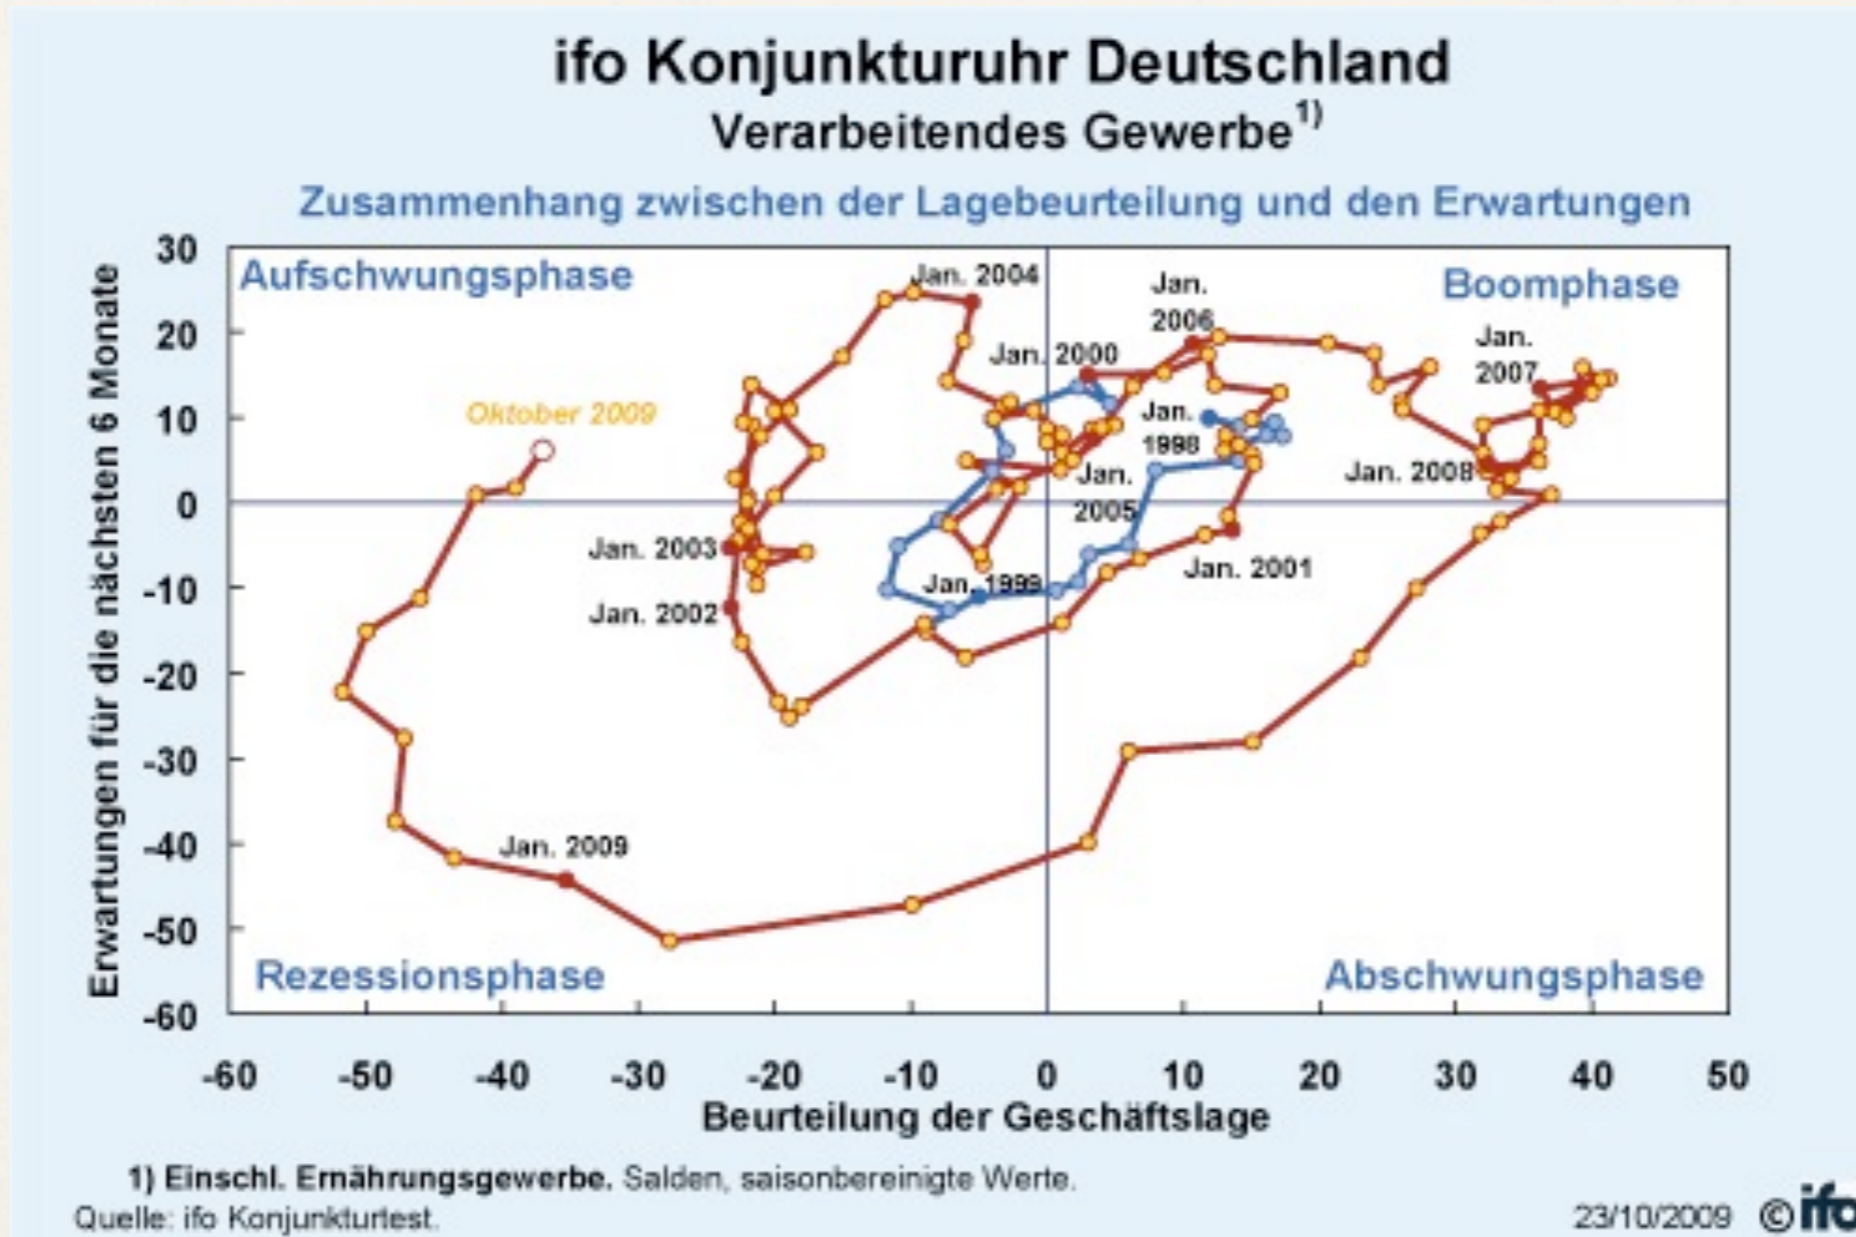 ifo Konjunkturuhr Deutschland
Verarbeitendes Gewerbe1)
Zusammenhang zwischen der Lagebeurteilung und den Erwartungen
Erwartungen für die nächsten 6 Monate
30
20
10
0
-10
-20
-30
-40
-50
-60
Aufschwungsphase
Boomphase
Jan. 2004
Jan.
2006
Jan.
2007
Jan. 2000
Oktober 2009
Jan.
1998
Jan. 2008
Jan.
2005
Jan. 2003
Jan. 2001
Jan. 1999
Jan. 2002
Jan. 2009
Rezessionsphase
Abschwungsphase
-60 -50 -40 -30 -20 -10 0 10 20 30 40 50
Beurteilung der Geschäftslage
1) Einschl. Ernährungsgewerbe. Salden, saisonbereinigte Werte.
Quelle: ifo Konjunkturtest.
23/10/2009 © ifo